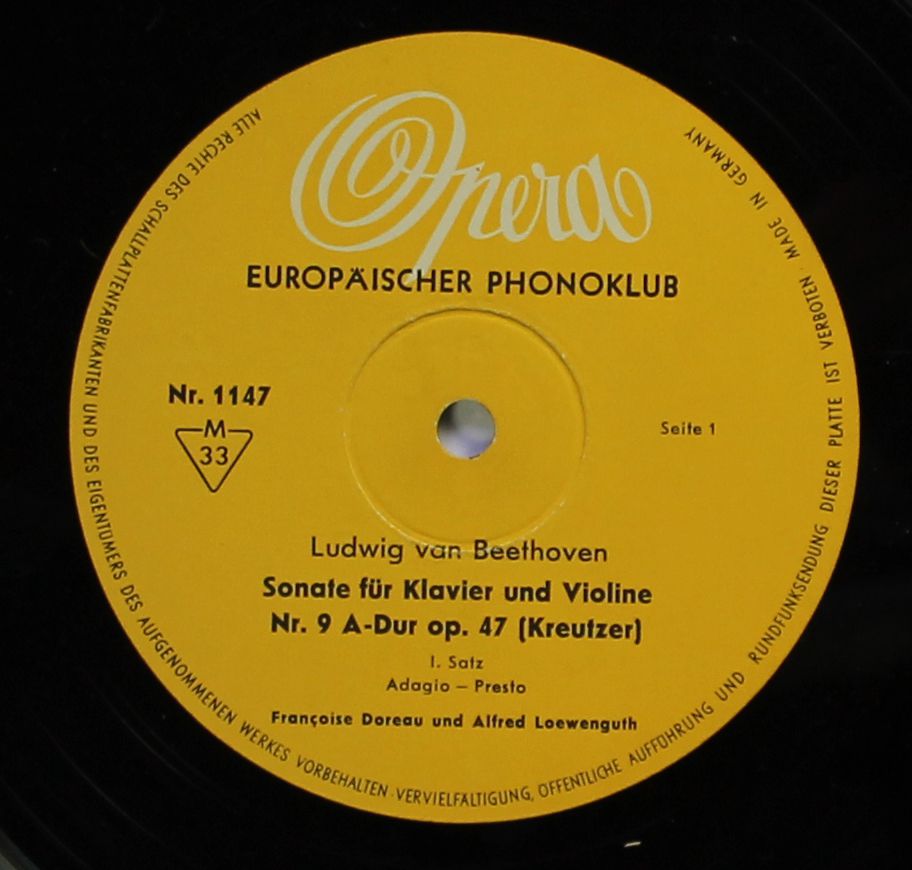 Opera
EUROPÄISCHER PHONOKLUB
Nr. 1147
M
33
Seite 1
Ludwig van Beethoven
Sonate für Klavier und Violine
Nr. 9 A-Dur op. 47 (Kreutzer)
I. Satz
Adagio – Presto
Françoise Doreau und Alfred Loewenguth
ALLE RECHTE DES SCHALLPLATTENFABRIKANTEN UND DES EIGENTÜMERS DES AUFGENOMMENEN WERKES VORBEHALTEN · VERVIELFÄLTIGUNG, ÖFFENTLICHE AUFFÜHRUNG UND RUNDFUNKSENDUNG DIESER PLATTE IST VERBOTEN · MADE IN GERMANY